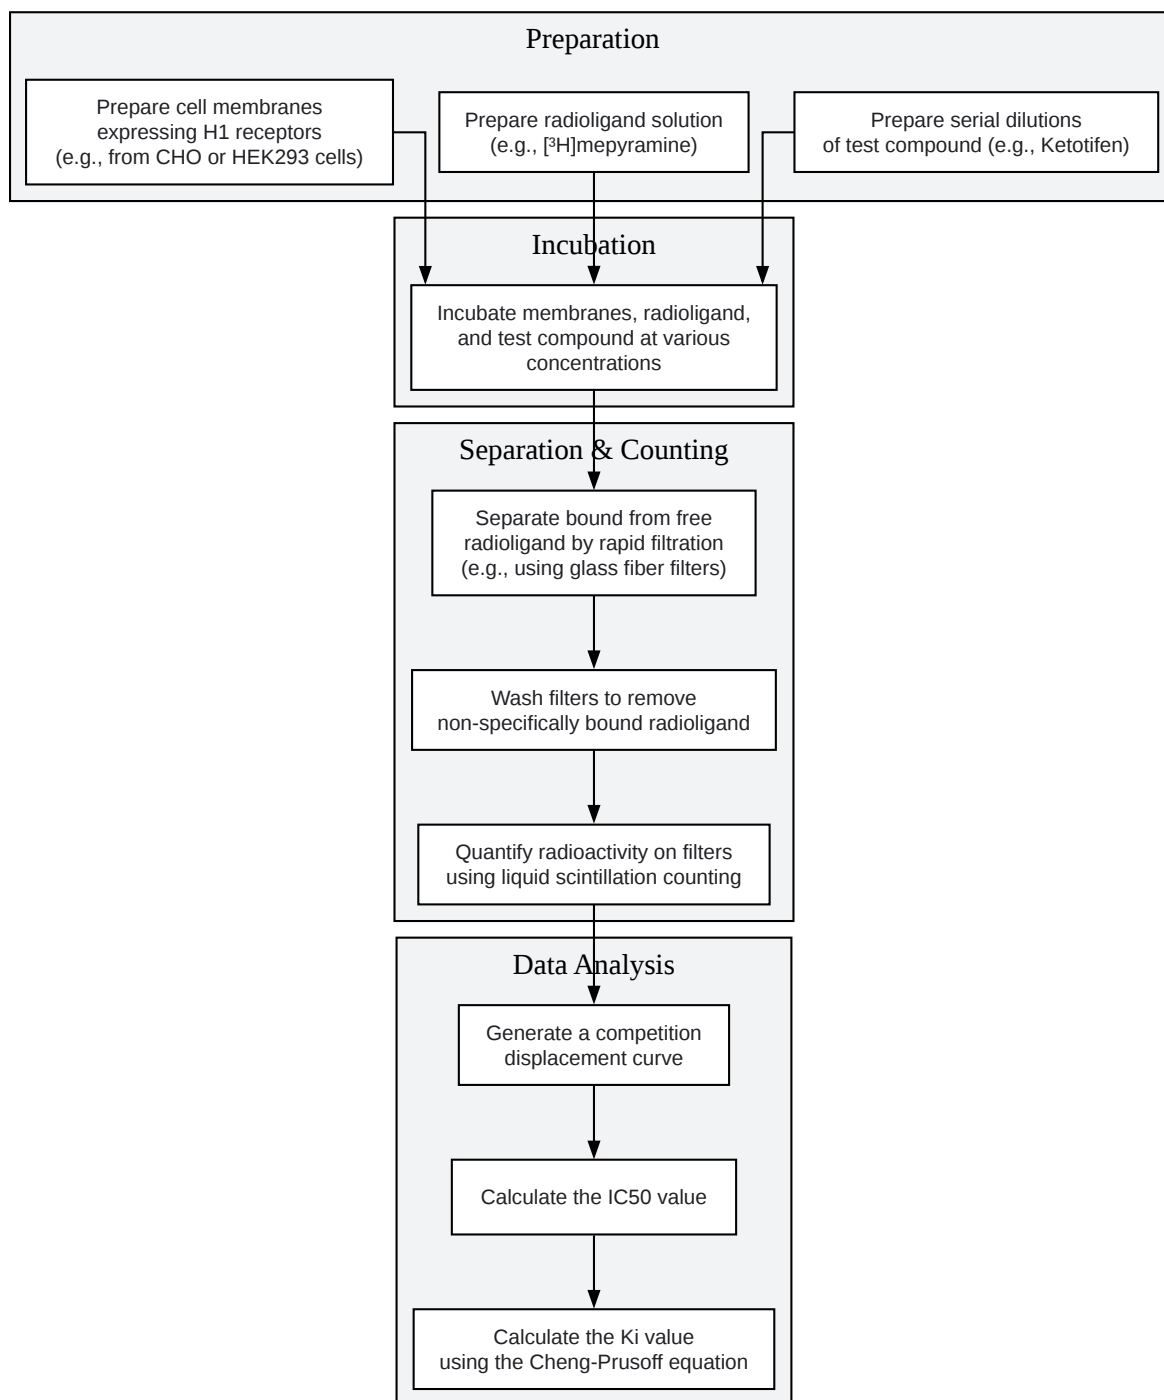 Preparation
Prepare cell membranes
expressing H1 receptors
(e.g., from CHO or HEK293 cells)
Prepare radioligand solution
(e.g., [³H]mepyramine)
Prepare serial dilutions
of test compound (e.g., Ketotifen)
Incubation
Incubate membranes, radioligand,
and test compound at various
concentrations
Separation & Counting
Separate bound from free
radioligand by rapid filtration
(e.g., using glass fiber filters)
Wash filters to remove
non-specifically bound radioligand
Quantify radioactivity on filters
using liquid scintillation counting
Data Analysis
Generate a competition
displacement curve
Calculate the IC50 value
Calculate the Ki value
using the Cheng-Prusoff equation